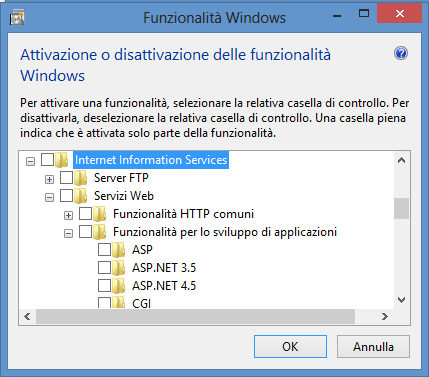 Funzionalità Windows
Attivazione o disattivazione delle funzionalità
Windows
Per attivare una funzionalità, selezionare la relativa casella di controllo. Per
disattivarla, deselezionare la relativa casella di controllo. Una casella piena
indica che è attivata solo parte della funzionalità.
Internet Information Services
Server FTP
Servizi Web
Funzionalità HTTP comuni
Funzionalità per lo sviluppo di applicazioni
ASP
ASP.NET 3.5
ASP.NET 4.5
CGI
OK
Annulla